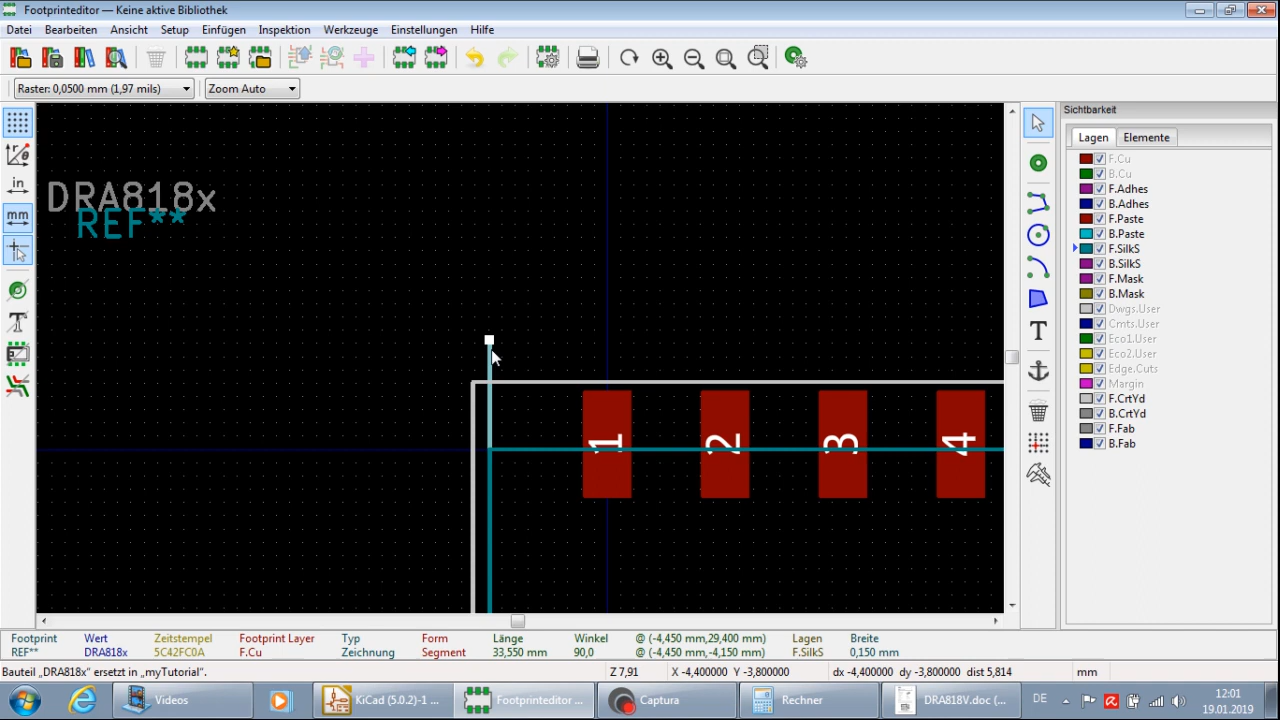 Footprinteditor — Keine aktive Bibliothek
Datei Bearbeiten Ansicht Setup Einfügen Inspektion Werkzeuge Einstellungen Hilfe
Raster: 0,0500 mm (1,97 mils) Zoom Auto
Sichtbarkeit
Lagen Elemente
F.Cu
B.Cu
F.Adhes
B.Adhes
F.Paste
B.Paste
F.SilkS
B.SilkS
F.Mask
B.Mask
Dwgs.User
Cmts.User
Eco1.User
Eco2.User
Edge.Cuts
Margin
F.CrtYd
B.CrtYd
F.Fab
B.Fab
in
mm
DRA818x
REF**
1 2 3 4
Footprint Wert Zeitstempel Footprint Layer Typ Form Länge Winkel @ (-4,450 mm,29,400 mm) Lagen Breite
REF** DRA818x 5C42FC0A F.Cu Zeichnung Segment 33,550 mm 90,0 @ (-4,450 mm,-4,150 mm) F.SilkS 0,150 mm
Bauteil „DRA818x“ ersetzt in „myTutorial“. Z 7,91 X -4,400000 Y -3,800000 dx -4,400000 dy -3,800000 dist 5,814 mm
Videos KiCad (5.0.2)-1 ... Footprinteditor ... Captura Rechner DRA818V.doc (... DE 12:01
19.01.2019